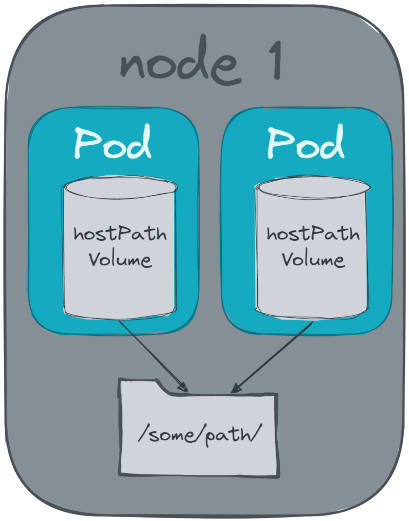 node 1
Pod
Pod
hostPath
Volume
hostPath
Volume
/some/path/